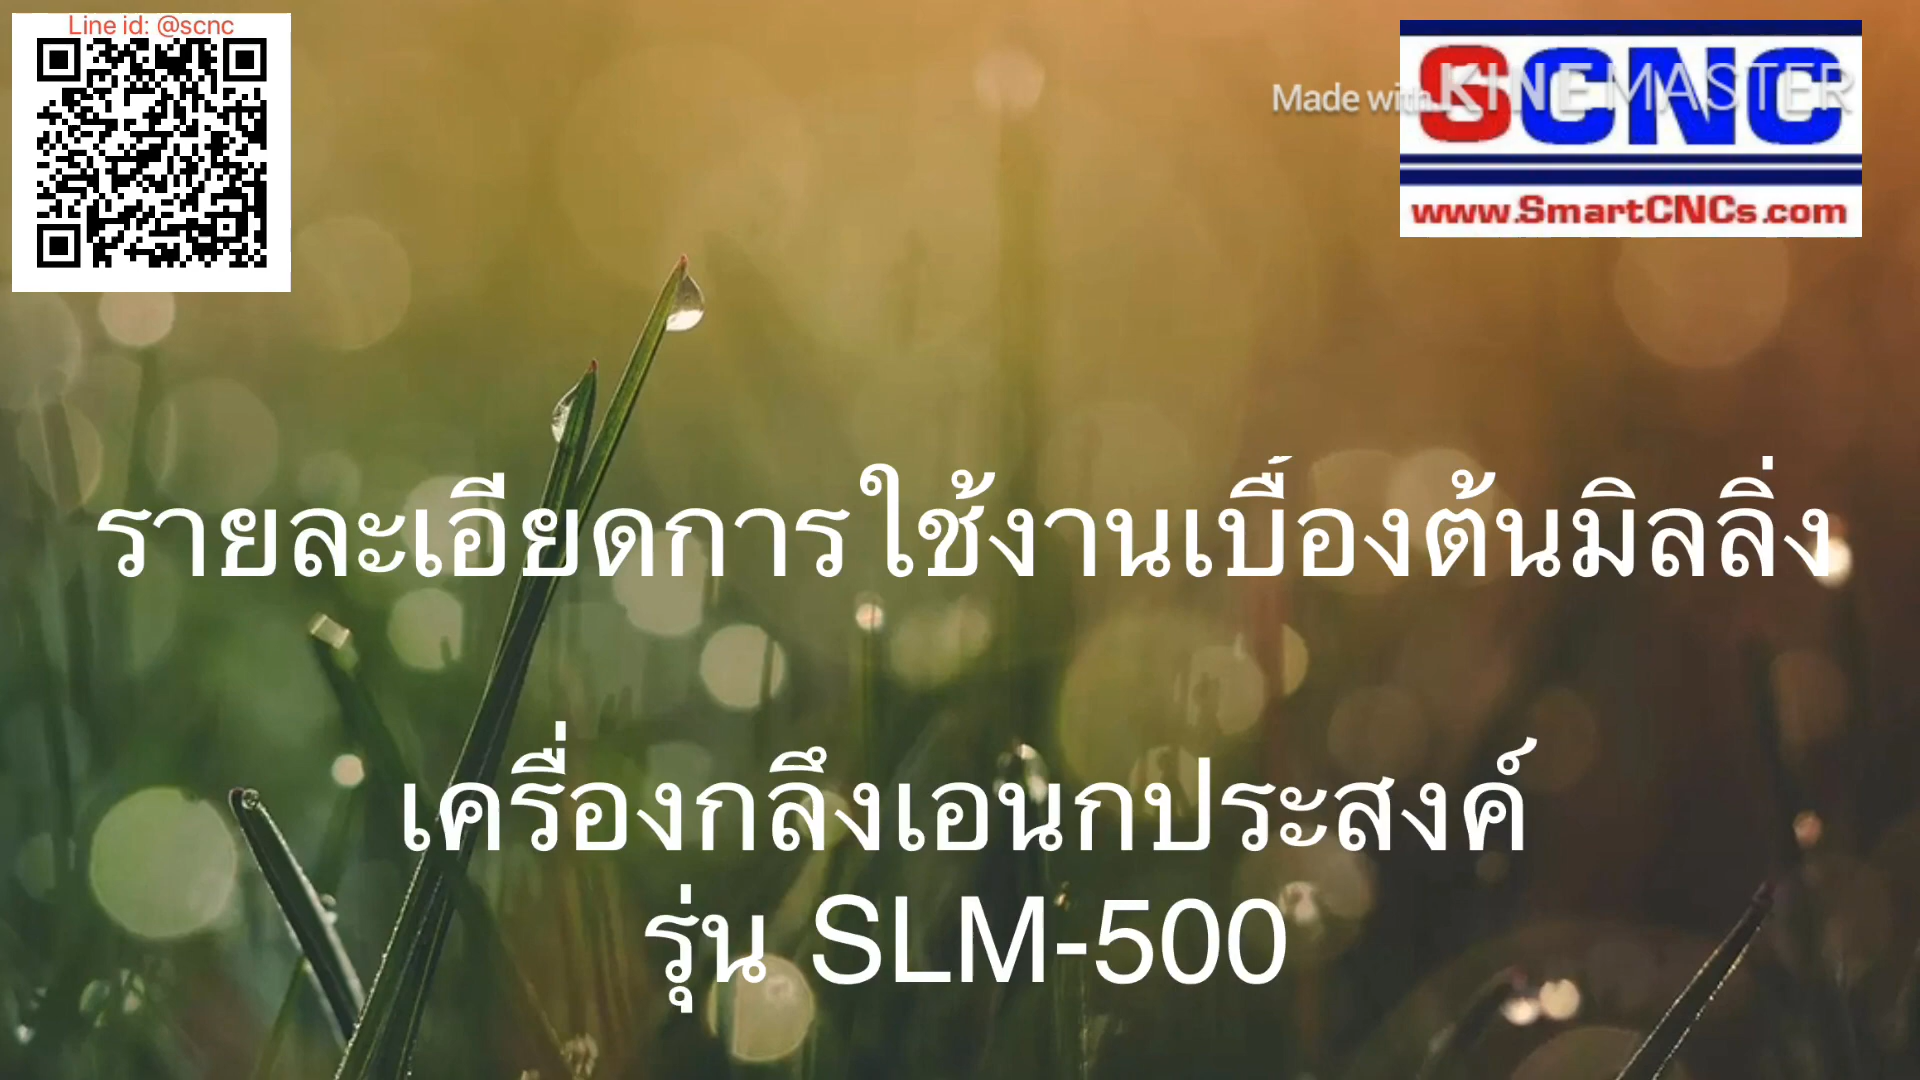 Line id: @scnc
Made with KINEMASTER
SCNC
www.SmartCNCs.com
รายละเอียดการใช้งานเบื้องต้นมิลลิ่ง
เครื่องกลึงเอนกประสงค์
รุ่น SLM-500